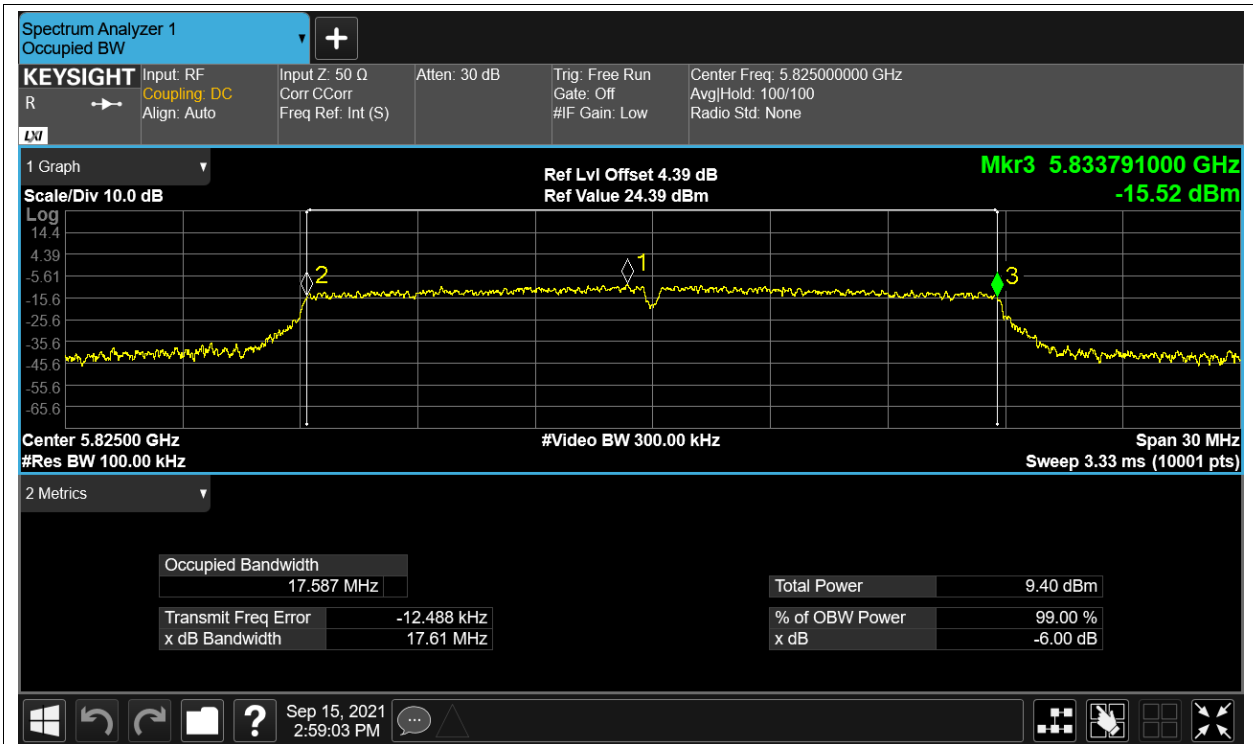 Spectrum Analyzer 1
Occupied BW
+
KEYSIGHT
R
LXI
Input: RF
Coupling: DC
Align: Auto
Input Z: 50 Ω
Corr CCorr
Freq Ref: Int (S)
Atten: 30 dB
Trig: Free Run
Gate: Off
#IF Gain: Low
Center Freq: 5.825000000 GHz
Avg|Hold: 100/100
Radio Std: None
1 Graph
Scale/Div 10.0 dB
Ref Lvl Offset 4.39 dB
Ref Value 24.39 dBm
Mkr3 5.833791000 GHz
-15.52 dBm
Log
14.4
4.39
-5.61
-15.6
-25.6
-35.6
-45.6
-55.6
-65.6
2
1
3
Center 5.82500 GHz
#Video BW 300.00 kHz
Span 30 MHz
#Res BW 100.00 kHz
Sweep 3.33 ms (10001 pts)
2 Metrics
Occupied Bandwidth
17.587 MHz
Total Power 9.40 dBm
Transmit Freq Error -12.488 kHz
% of OBW Power 99.00 %
x dB Bandwidth 17.61 MHz
x dB -6.00 dB
?
Sep 15, 2021
2:59:03 PM